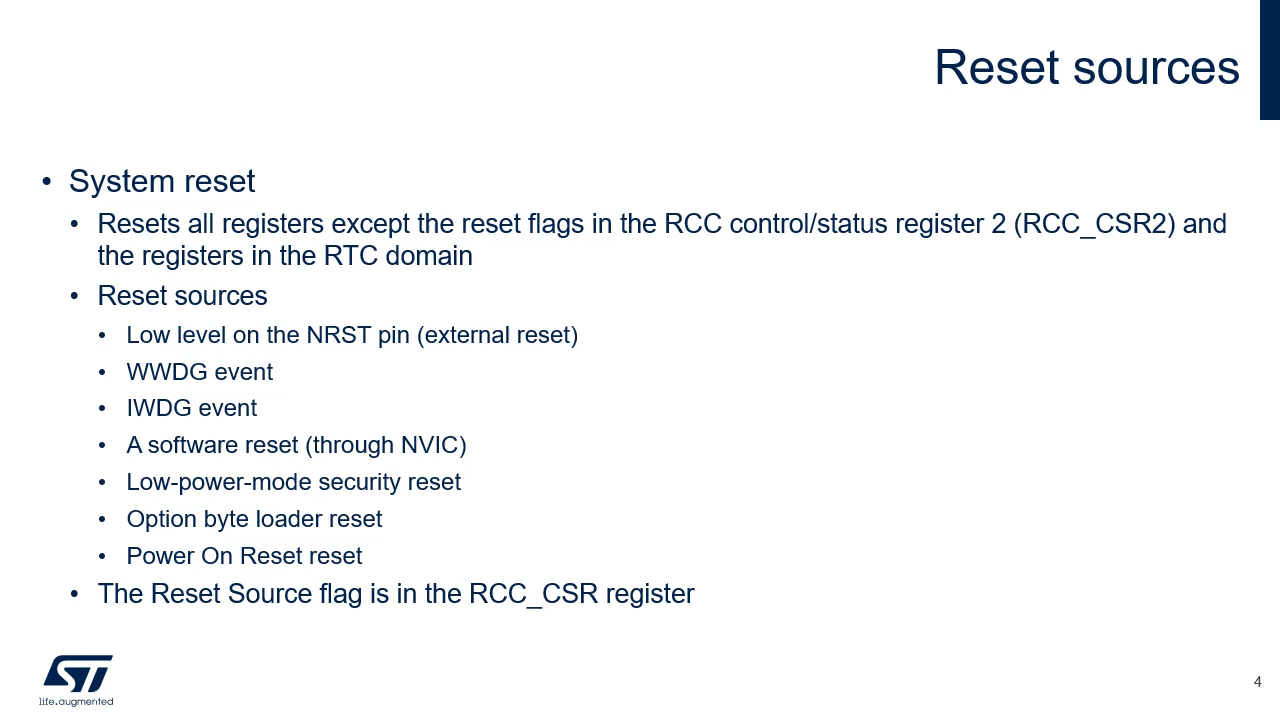 Reset sources
• System reset
• Resets all registers except the reset flags in the RCC control/status register 2 (RCC_CSR2) and
the registers in the RTC domain
• Reset sources
• Low level on the NRST pin (external reset)
• WWDG event
• IWDG event
• A software reset (through NVIC)
• Low-power-mode security reset
• Option byte loader reset
• Power On Reset reset
• The Reset Source flag is in the RCC_CSR register
ST
life.augmented
4